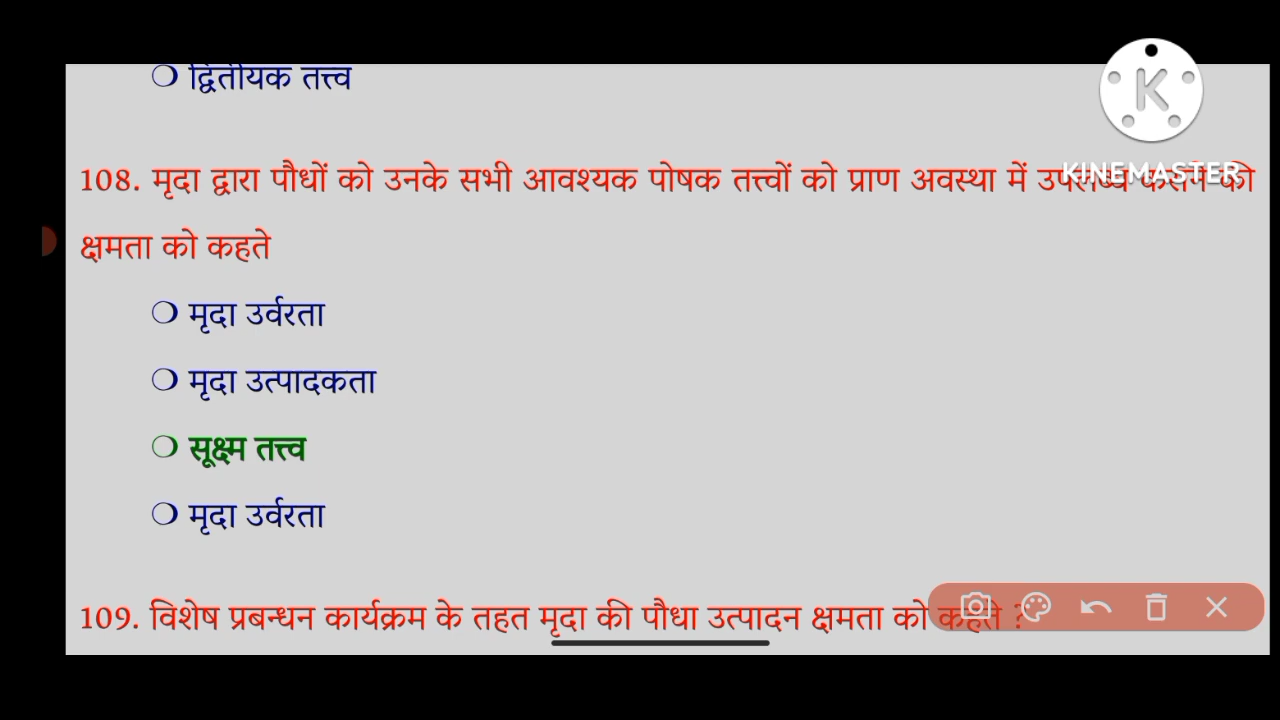 ❍ द्वितीयक तत्त्व
KINEMASTER
108. मृदा द्वारा पौधों को उनके सभी आवश्यक पोषक तत्त्वों को प्राण अवस्था में की
क्षमता को कहते
❍ मृदा उर्वरता
❍ मृदा उत्पादकता
❍ सूक्ष्म तत्त्व
❍ मृदा उर्वरता
109. विशेष प्रबन्धन कार्यक्रम के तहत मृदा की पौधा उत्पादन क्षमता को कहते ?